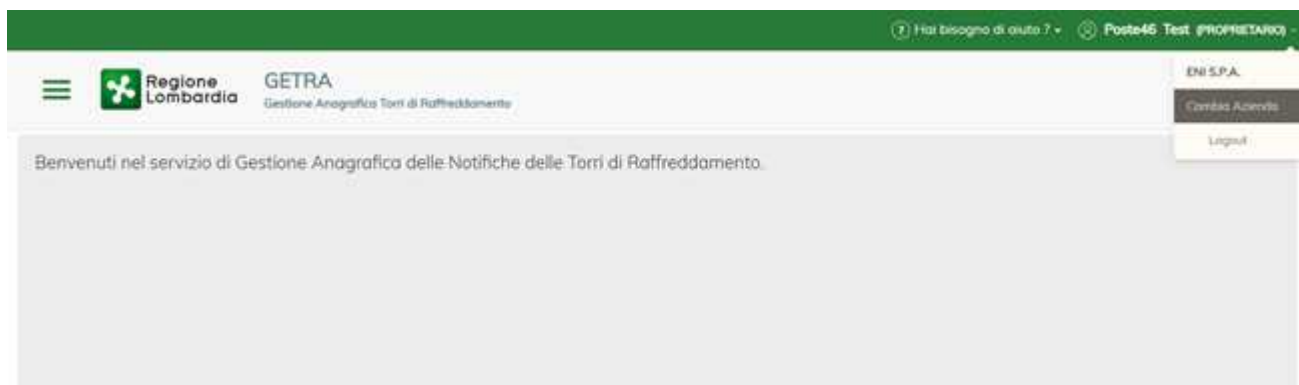 Hai bisogno di aiuto ?
Poste46 Test (PROPRIETARIO)
Regione
Lombardia
GETRA
Gestione Anagrafica Torri di Raffreddamento
ENI S.P.A.
Cambia Azienda
Logout
Benvenuti nel servizio di Gestione Anagrafica delle Notifiche delle Torri di Raffreddamento.